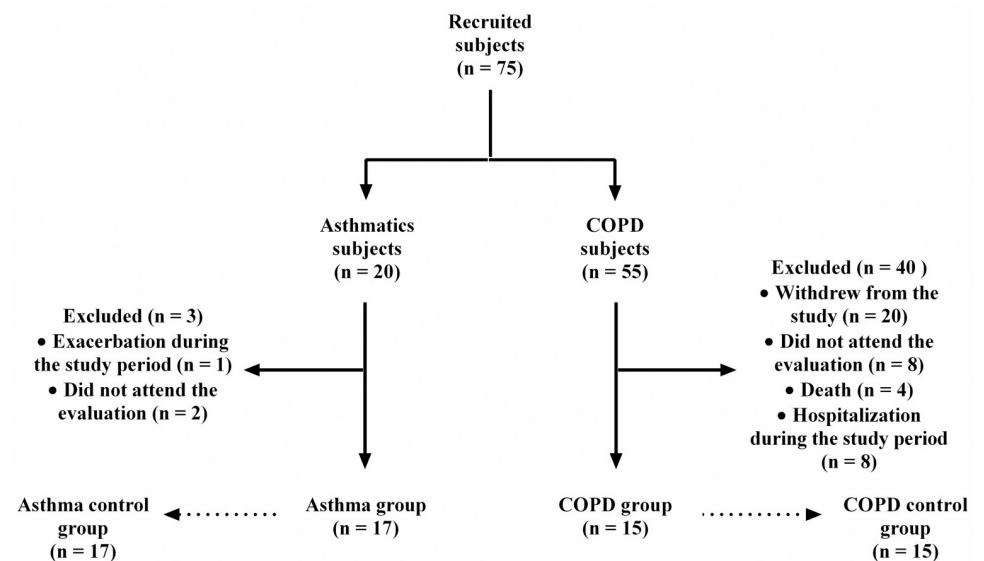 Recruited
subjects
(n = 75)
Asthmatics
subjects
(n = 20)
COPD
subjects
(n = 55)
Excluded (n = 3)
• Exacerbation during
the study period (n = 1)
• Did not attend the
evaluation (n = 2)
Excluded (n = 40 )
• Withdrew from the
study (n = 20)
• Did not attend the
evaluation (n = 8)
• Death (n = 4)
• Hospitalization
during the study period
(n = 8)
Asthma control
group
(n = 17)
Asthma group
(n = 17)
COPD group
(n = 15)
COPD control
group
(n = 15)